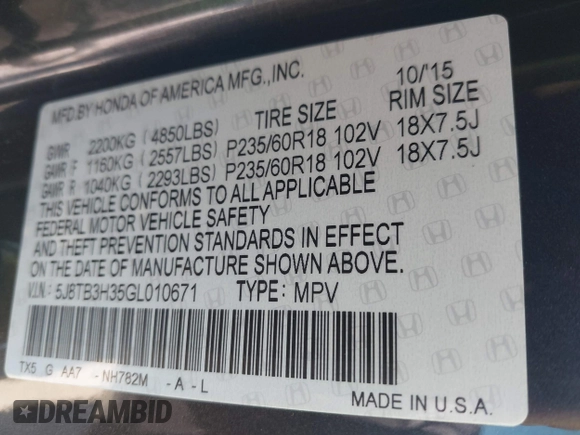 MFD.BY HONDA OF AMERICA MFG.,INC. 10/'15
GVWR 2200KG (4850LBS) TIRE SIZE RIM SIZE
GAWR F 1160KG (2557LBS) P235/60R18 102V 18X7.5J
GAWR R 1040KG (2293LBS) P235/60R18 102V 18X7.5J
THIS VEHICLE CONFORMS TO ALL APPLICABLE
FEDERAL MOTOR VEHICLE SAFETY
AND THEFT PREVENTION STANDARDS IN EFFECT
ON THE DATE OF MANUFACTURE SHOWN ABOVE.
V.I.N.: 5J8TB3H35GL010671 TYPE: MPV
TX5 G AA7 - NH782M - A - L
MADE IN U.S.A.
DREAMBID